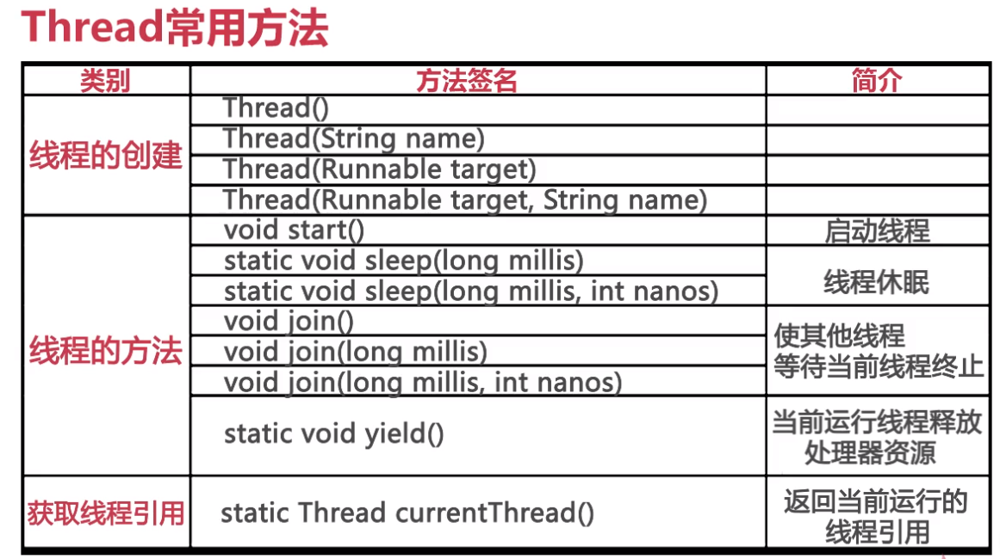 Thread常用方法
类别 方法签名 简介
线程的创建
Thread()
Thread(String name)
Thread(Runnable target)
Thread(Runnable target, String name)
线程的方法
void start() 启动线程
static void sleep(long millis)
static void sleep(long millis, int nanos)
线程休眠
void join()
void join(long millis)
void join(long millis, int nanos)
使其他线程
等待当前线程终止
static void yield()
当前运行线程释放
处理器资源
获取线程引用
static Thread currentThread()
返回当前运行的
线程引用